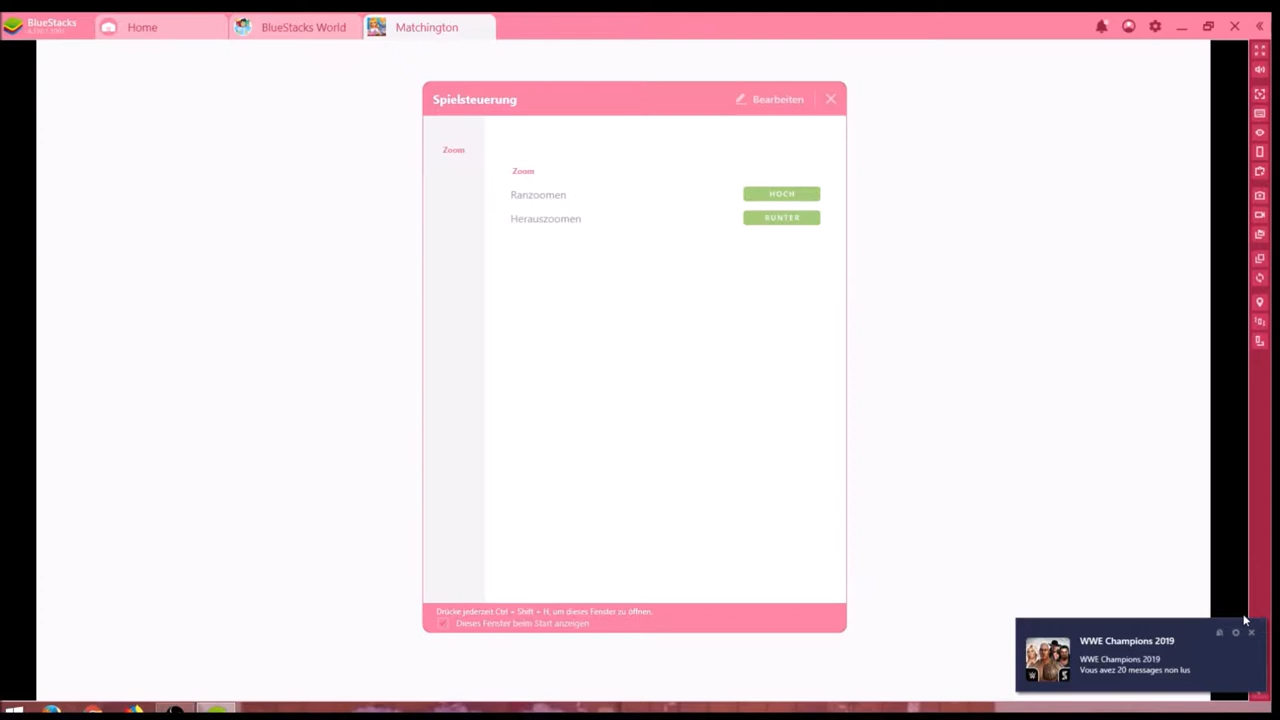 BlueStacks
Home
BlueStacks World
Matchington
Spielsteuerung
Bearbeiten
Zoom
Zoom
Ranzoomen
HOCH
Herauszoomen
RUNTER
Drücke jederzeit Ctrl + Shift + H, um dieses Fenster zu öffnen.
Dieses Fenster beim Start anzeigen
WWE Champions 2019
WWE Champions 2019
Vous avez 20 messages non lus